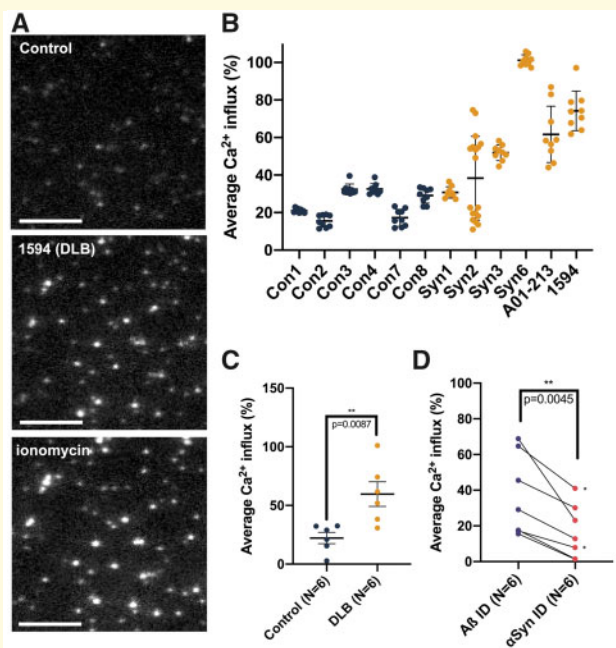 A
Control
1594 (DLB)
ionomycin
B
Average Ca²⁺ influx (%)
100
80
60
40
20
0
Con1
Con2
Con3
Con4
Con7
Con8
Syn1
Syn2
Syn3
Syn6
A01-213
1594
C
Average Ca²⁺ influx (%)
150
100
50
0
**
p=0.0087
Control (N=6)
DLB (N=6)
D
Average Ca²⁺ influx (%)
100
80
60
40
20
0
**
p=0.0045
*
*
Aß ID (N=6)
αSyn ID (N=6)